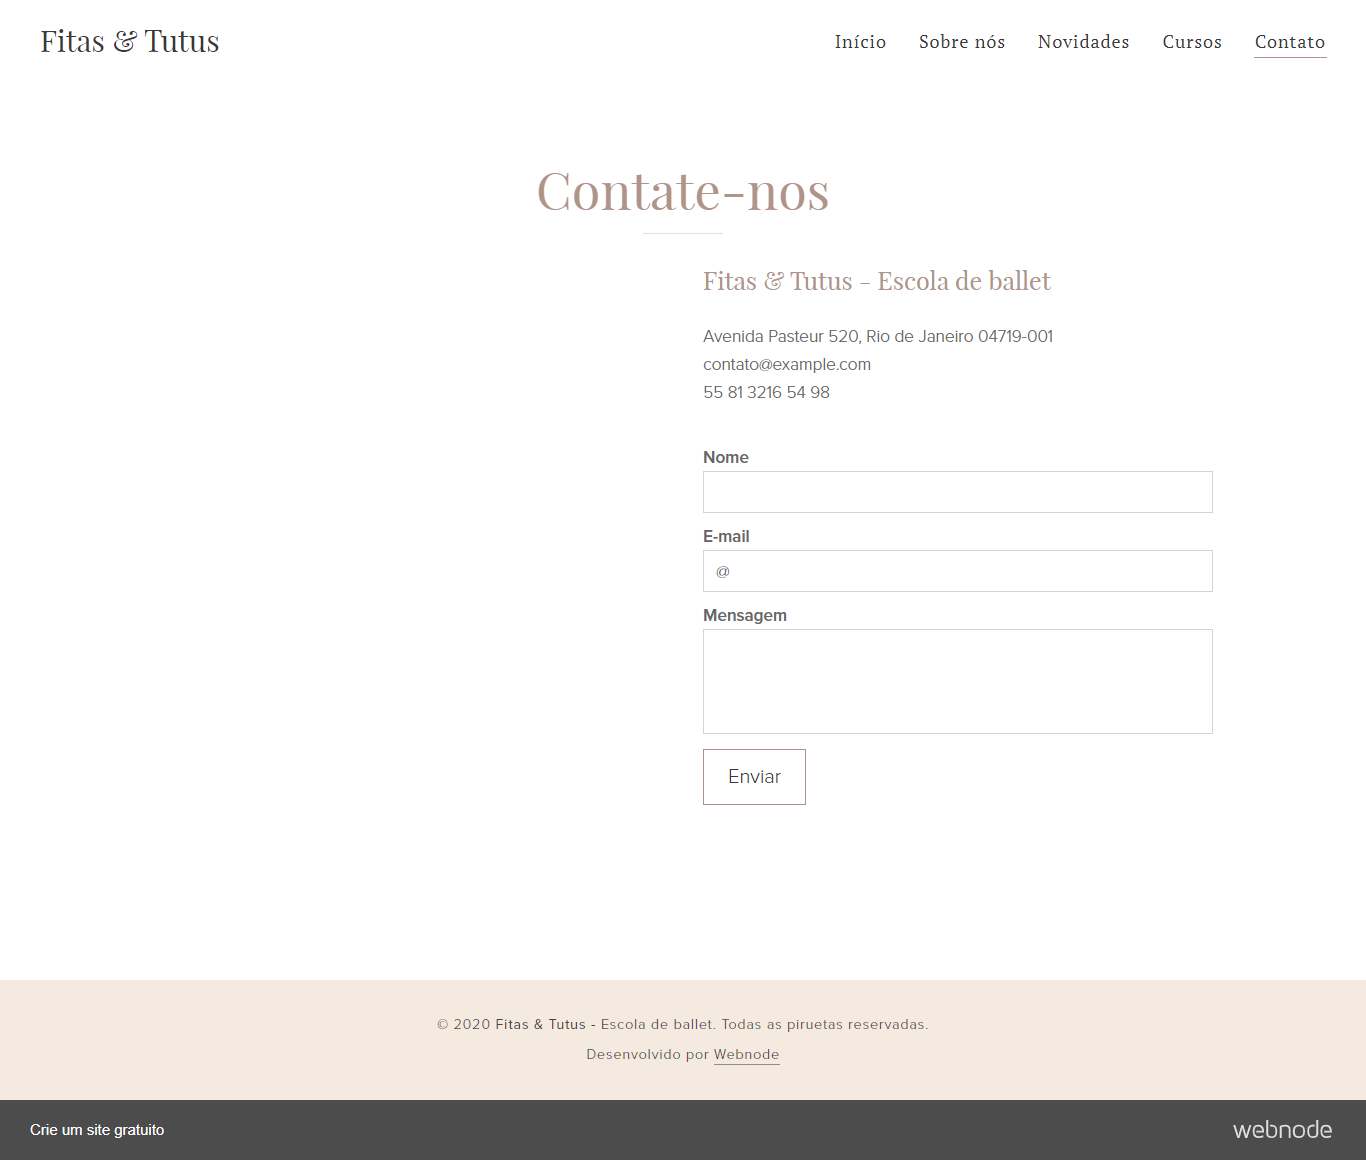 Fitas & Tutus
Início Sobre nós Novidades Cursos Contato
Contate-nos
Fitas & Tutus - Escola de ballet
Avenida Pasteur 520, Rio de Janeiro 04719-001
contato@example.com
55 81 3216 54 98
Nome
E-mail
@
Mensagem
Enviar
© 2020 Fitas & Tutus - Escola de ballet. Todas as piruetas reservadas.
Desenvolvido por Webnode
Crie um site gratuito
webnode